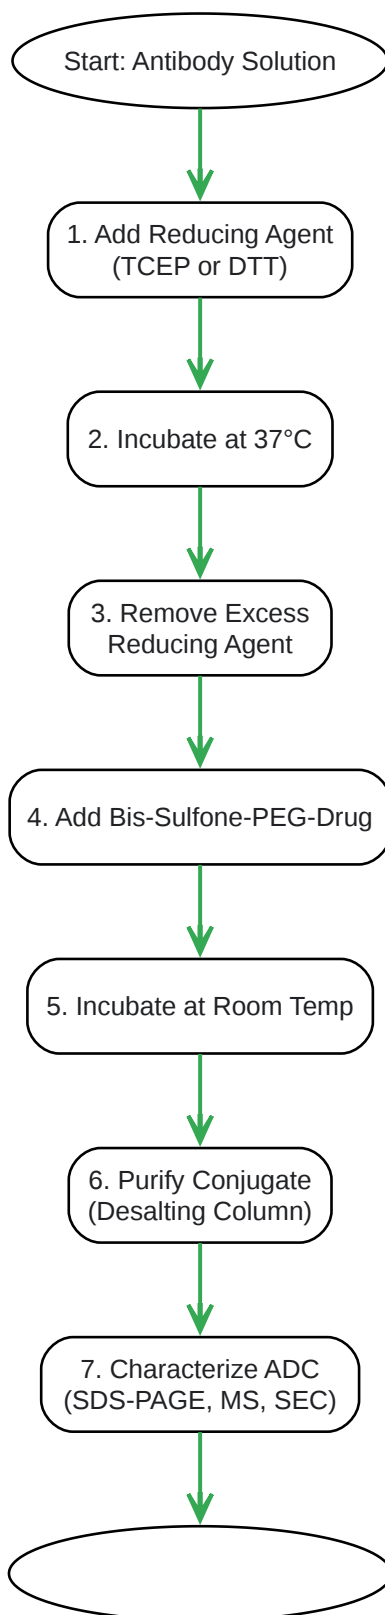 Start: Antibody Solution
1. Add Reducing Agent
(TCEP or DTT)
2. Incubate at 37°C
3. Remove Excess
Reducing Agent
4. Add Bis-Sulfone-PEG-Drug
5. Incubate at Room Temp
6. Purify Conjugate
(Desalting Column)
7. Characterize ADC
(SDS-PAGE, MS, SEC)